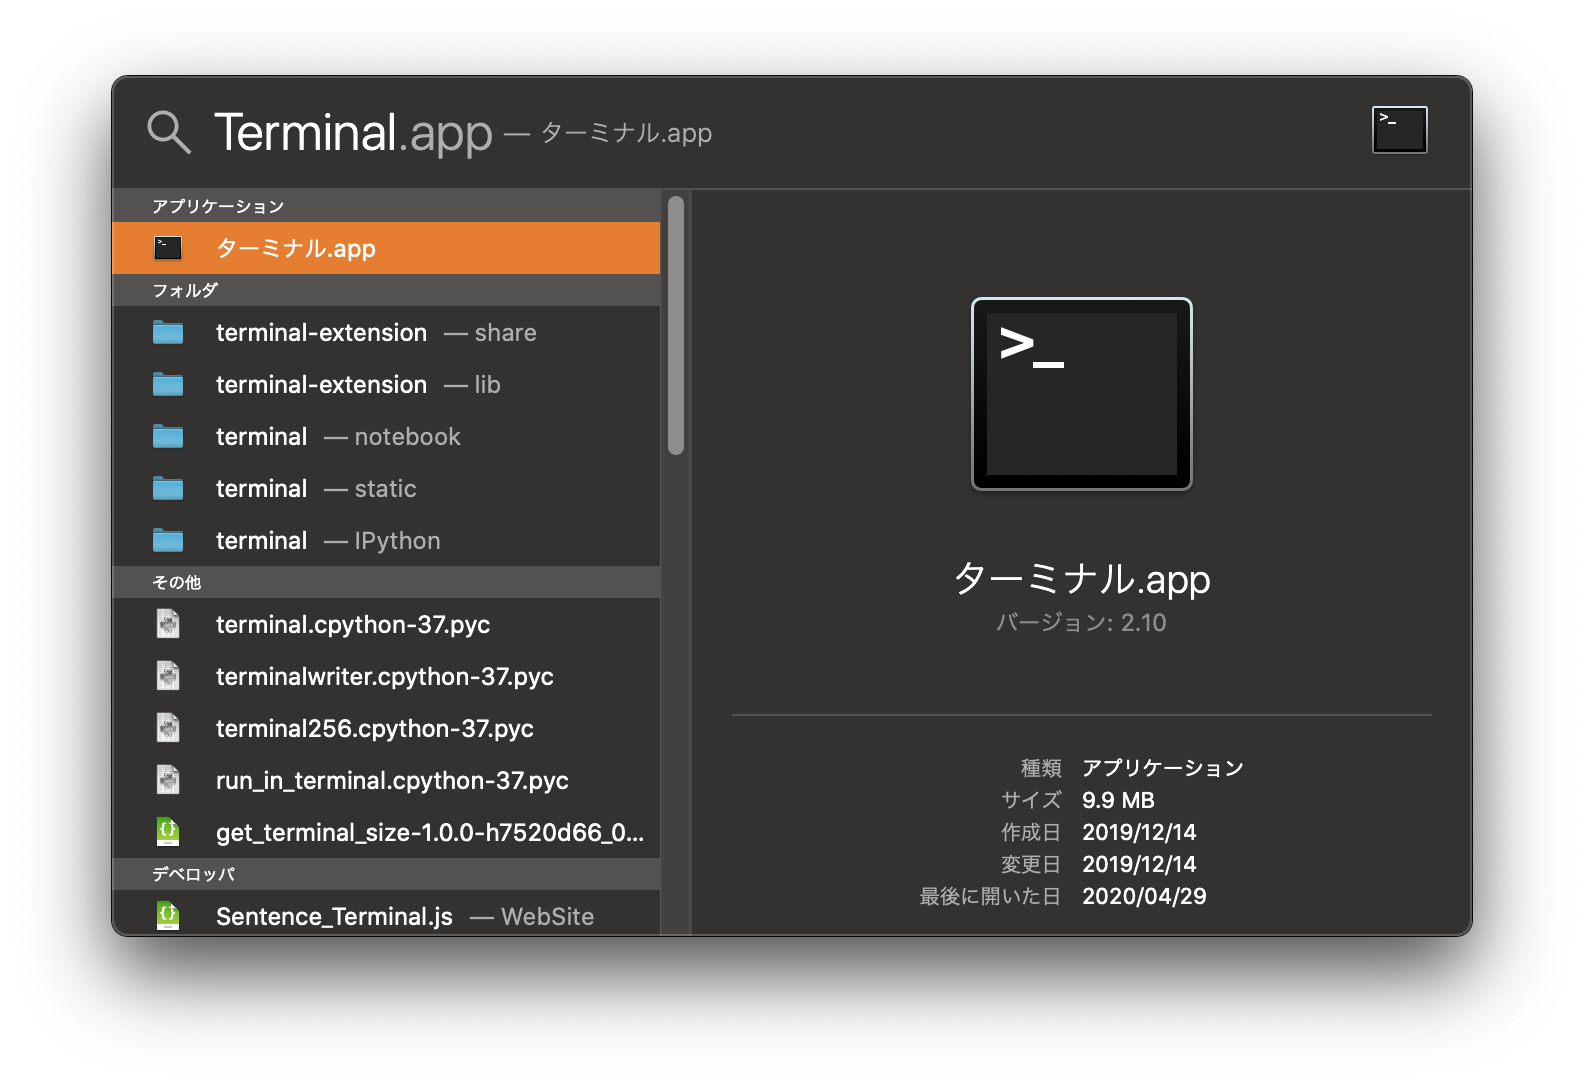 Terminal.app — ターミナル.app
アプリケーション
ターミナル.app
フォルダ
terminal-extension — share
terminal-extension — lib
terminal — notebook
terminal — static
terminal — IPython
その他
terminal.cpython-37.pyc
terminalwriter.cpython-37.pyc
terminal256.cpython-37.pyc
run_in_terminal.cpython-37.pyc
get_terminal_size-1.0.0-h7520d66_0...
デベロッパ
Sentence_Terminal.js — WebSite
>_
ターミナル.app
バージョン: 2.10
種類 アプリケーション
サイズ 9.9 MB
作成日 2019/12/14
変更日 2019/12/14
最後に開いた日 2020/04/29